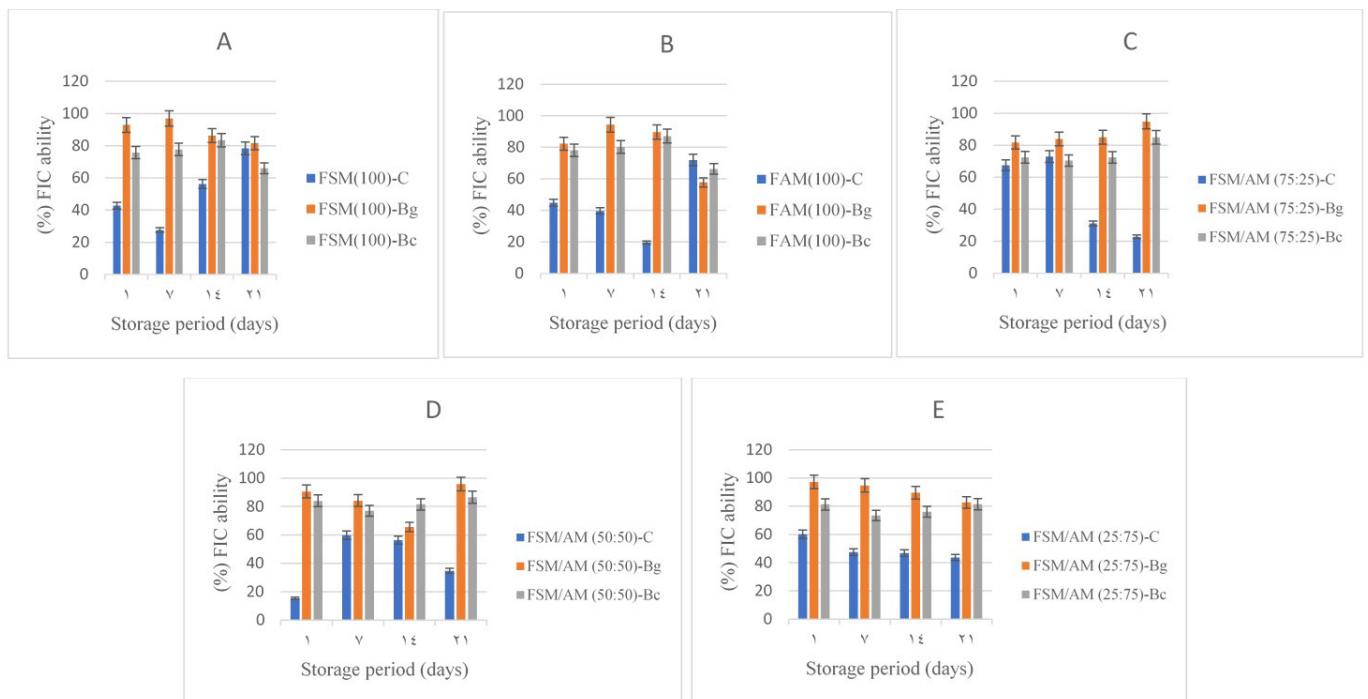 A
(%) FIC ability
120
100
80
60
40
20
0
١ ٧ ١٤ ٢١
Storage period (days)
FSM(100)-C
FSM(100)-Bg
FSM(100)-Bc
B
(%) FIC ability
120
100
80
60
40
20
0
١ ٧ ١٤ ٢١
Storage period (days)
FAM(100)-C
FAM(100)-Bg
FAM(100)-Bc
C
(%) FIC ability
120
100
80
60
40
20
0
١ ٧ ١٤ ٢١
Storage period (days)
FSM/AM (75:25)-C
FSM/AM (75:25)-Bg
FSM/AM (75:25)-Bc
D
(%) FIC ability
120
100
80
60
40
20
0
١ ٧ ١٤ ٢١
Storage period (days)
FSM/AM (50:50)-C
FSM/AM (50:50)-Bg
FSM/AM (50:50)-Bc
E
(%) FIC ability
120
100
80
60
40
20
0
١ ٧ ١٤ ٢١
Storage period (days)
FSM/AM (25:75)-C
FSM/AM (25:75)-Bg
FSM/AM (25:75)-Bc